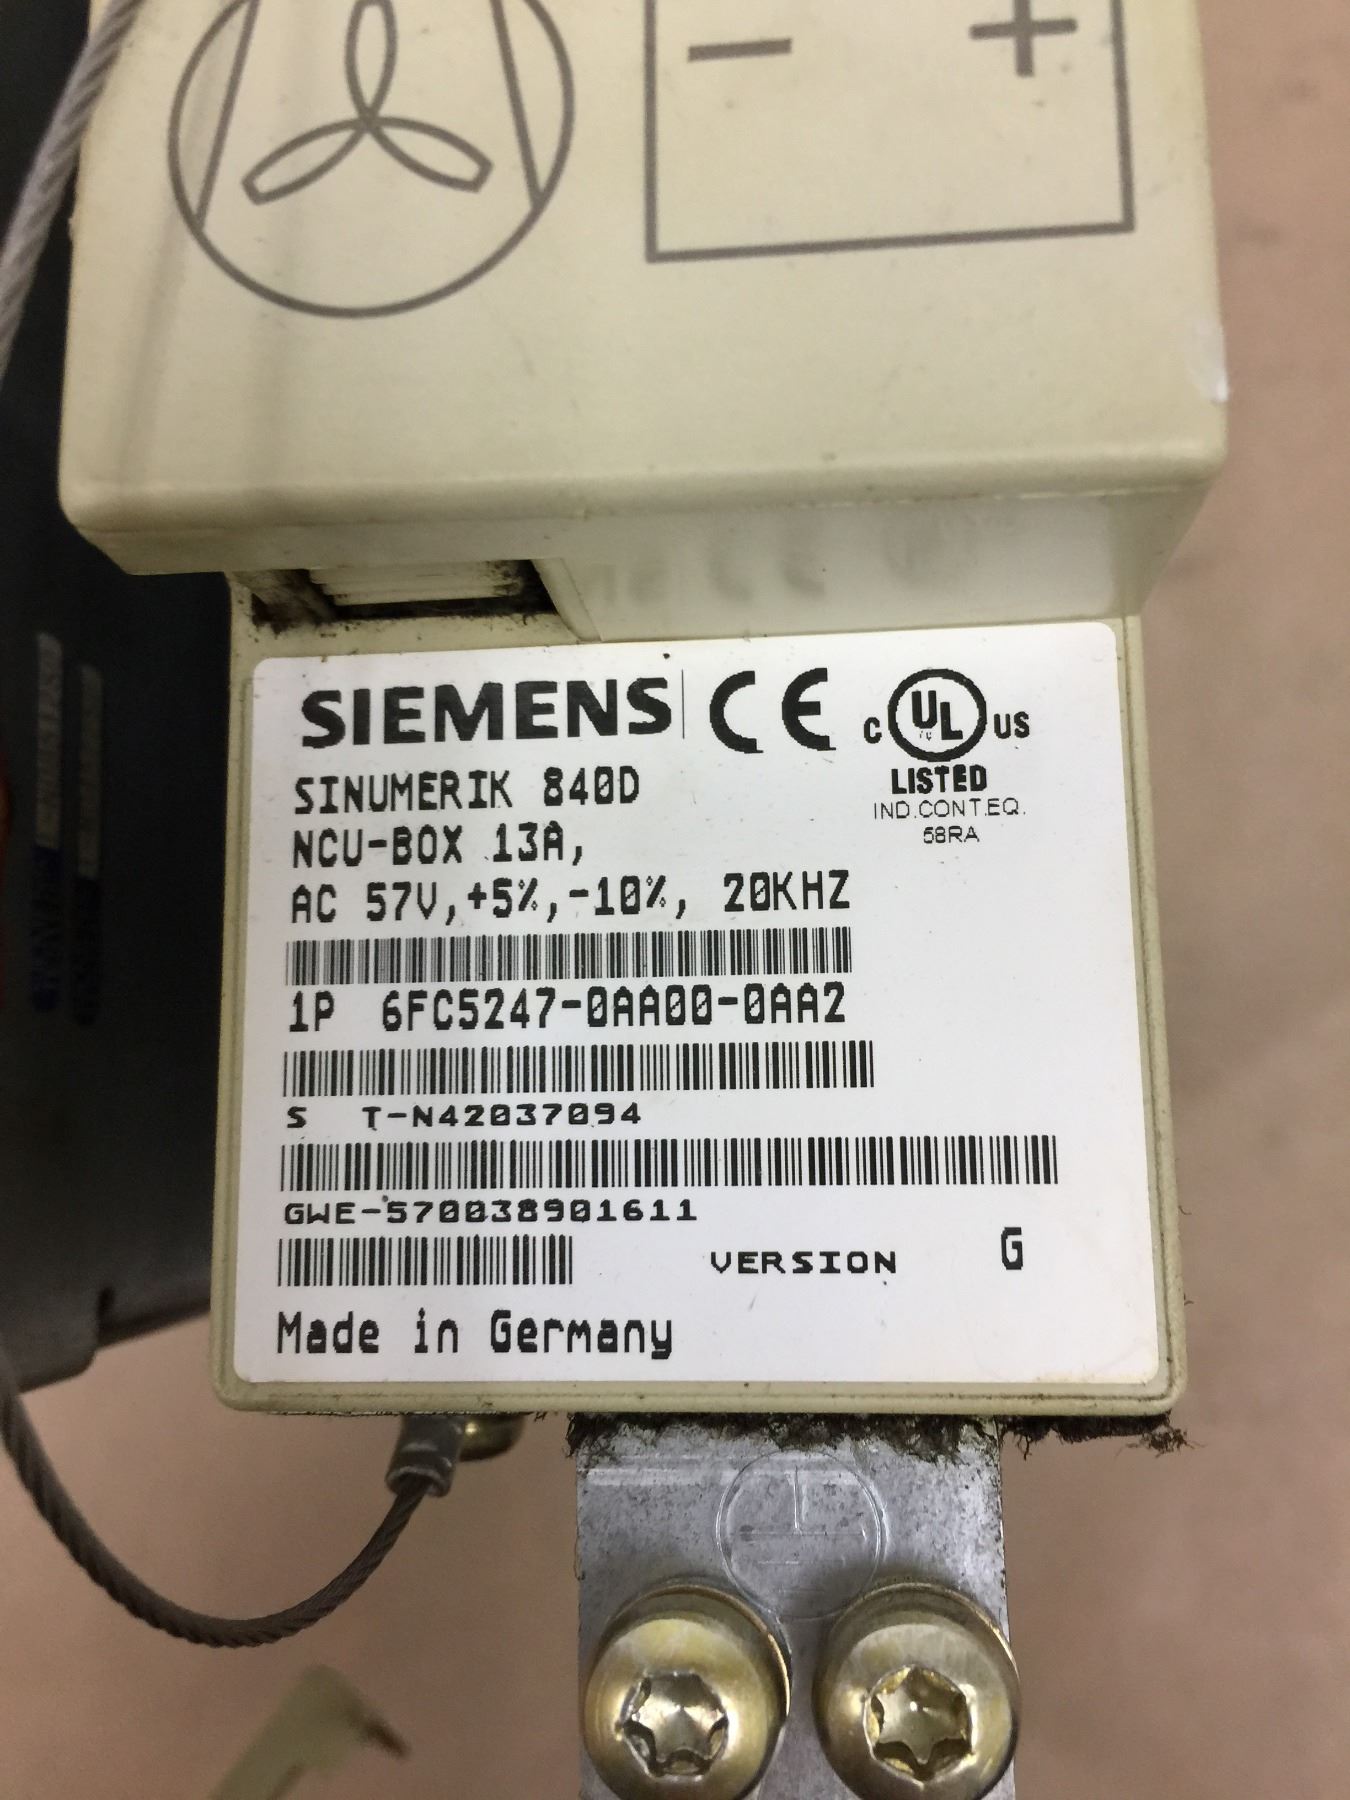 - +
SIEMENS CE C UL US
LISTED
IND.CONT.EQ.
58RA
SINUMERIK 840D
NCU-BOX 13A,
AC 57V,+5%,-10%, 20KHZ
1P 6FC5247-0AA00-0AA2
S T-N42037094
GWE-570038901611
VERSION G
Made in Germany